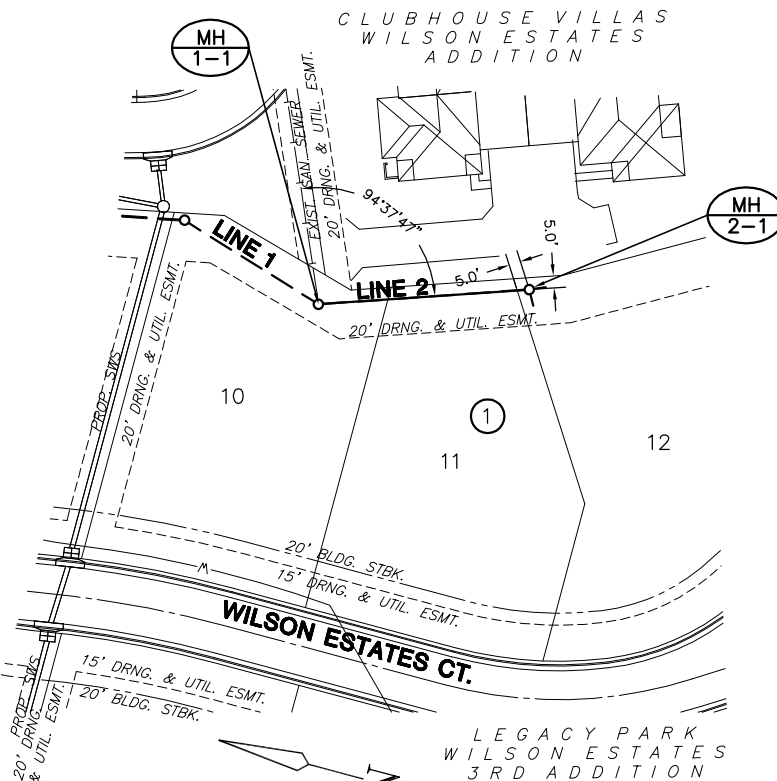 CLUBHOUSE VILLAS
WILSON ESTATES
ADDITION
MH
1-1
EXIST. SAN. SEWER
20' DRNG. & UTIL. ESMT.
94°37'47"
MH
2-1
5.0'
5.0'
LINE 1
LINE 2
20' DRNG. & UTIL. ESMT.
PROP. SWS
20' DRNG. & UTIL. ESMT.
10
1
11
12
20' BLDG. STBK.
15' DRNG. & UTIL. ESMT.
W
WILSON ESTATES CT.
15' DRNG. & UTIL. ESMT.
20' BLDG. STBK.
PROP. SWS
20' DRNG.
& UTIL. ESMT.
LEGACY PARK
WILSON ESTATES
3RD ADDITION